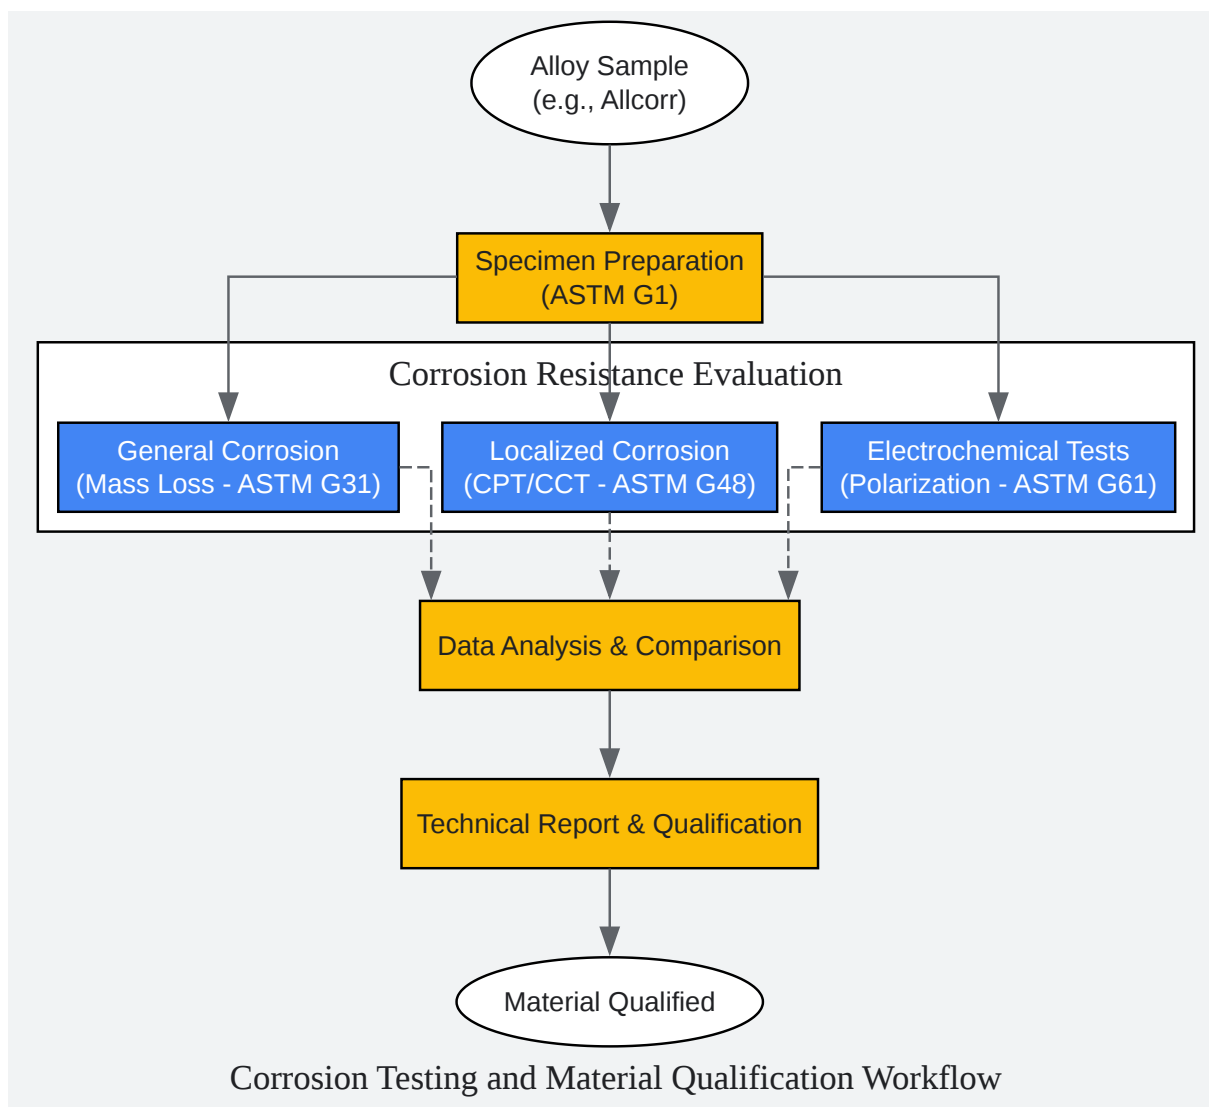 Alloy Sample
(e.g., Allcorr)
Specimen Preparation
(ASTM G1)
Corrosion Resistance Evaluation
General Corrosion
(Mass Loss - ASTM G31)
Localized Corrosion
(CPT/CCT - ASTM G48)
Electrochemical Tests
(Polarization - ASTM G61)
Data Analysis & Comparison
Technical Report & Qualification
Material Qualified
Corrosion Testing and Material Qualification Workflow